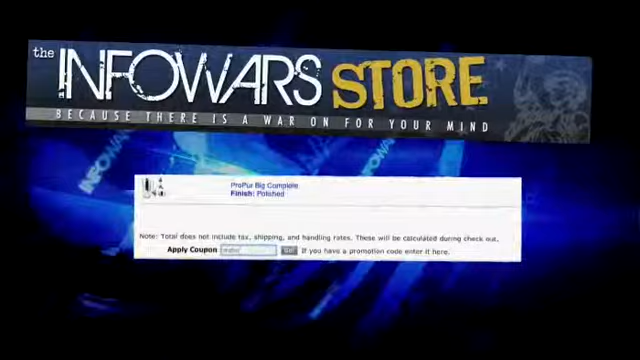 the INFOWARS STORE
BECAUSE THERE IS A WAR ON FOR YOUR MIND
INFOWARS
ProPur Big Complete
Finish: Polished
Note: Total does not include tax, shipping, and handling rates. These will be calculated during check out.
Apply Coupon If you have a promotion code enter it here.